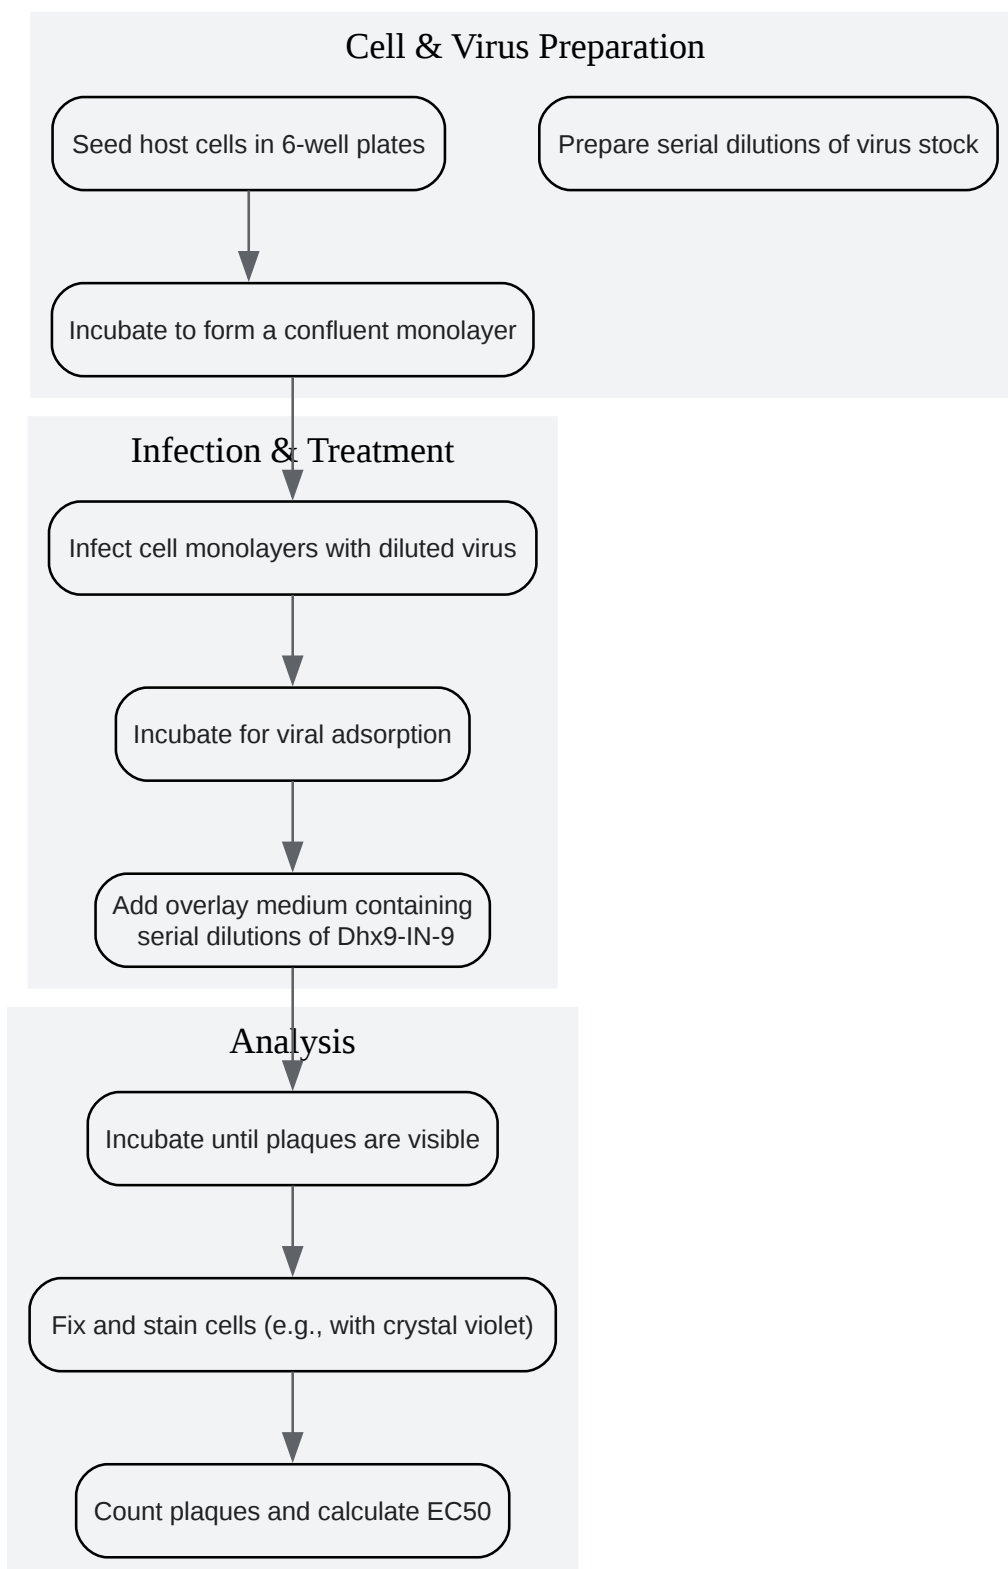 Cell & Virus Preparation
Seed host cells in 6-well plates
Prepare serial dilutions of virus stock
Incubate to form a confluent monolayer
Infection & Treatment
Infect cell monolayers with diluted virus
Incubate for viral adsorption
Add overlay medium containing
serial dilutions of Dhx9-IN-9
Analysis
Incubate until plaques are visible
Fix and stain cells (e.g., with crystal violet)
Count plaques and calculate EC50